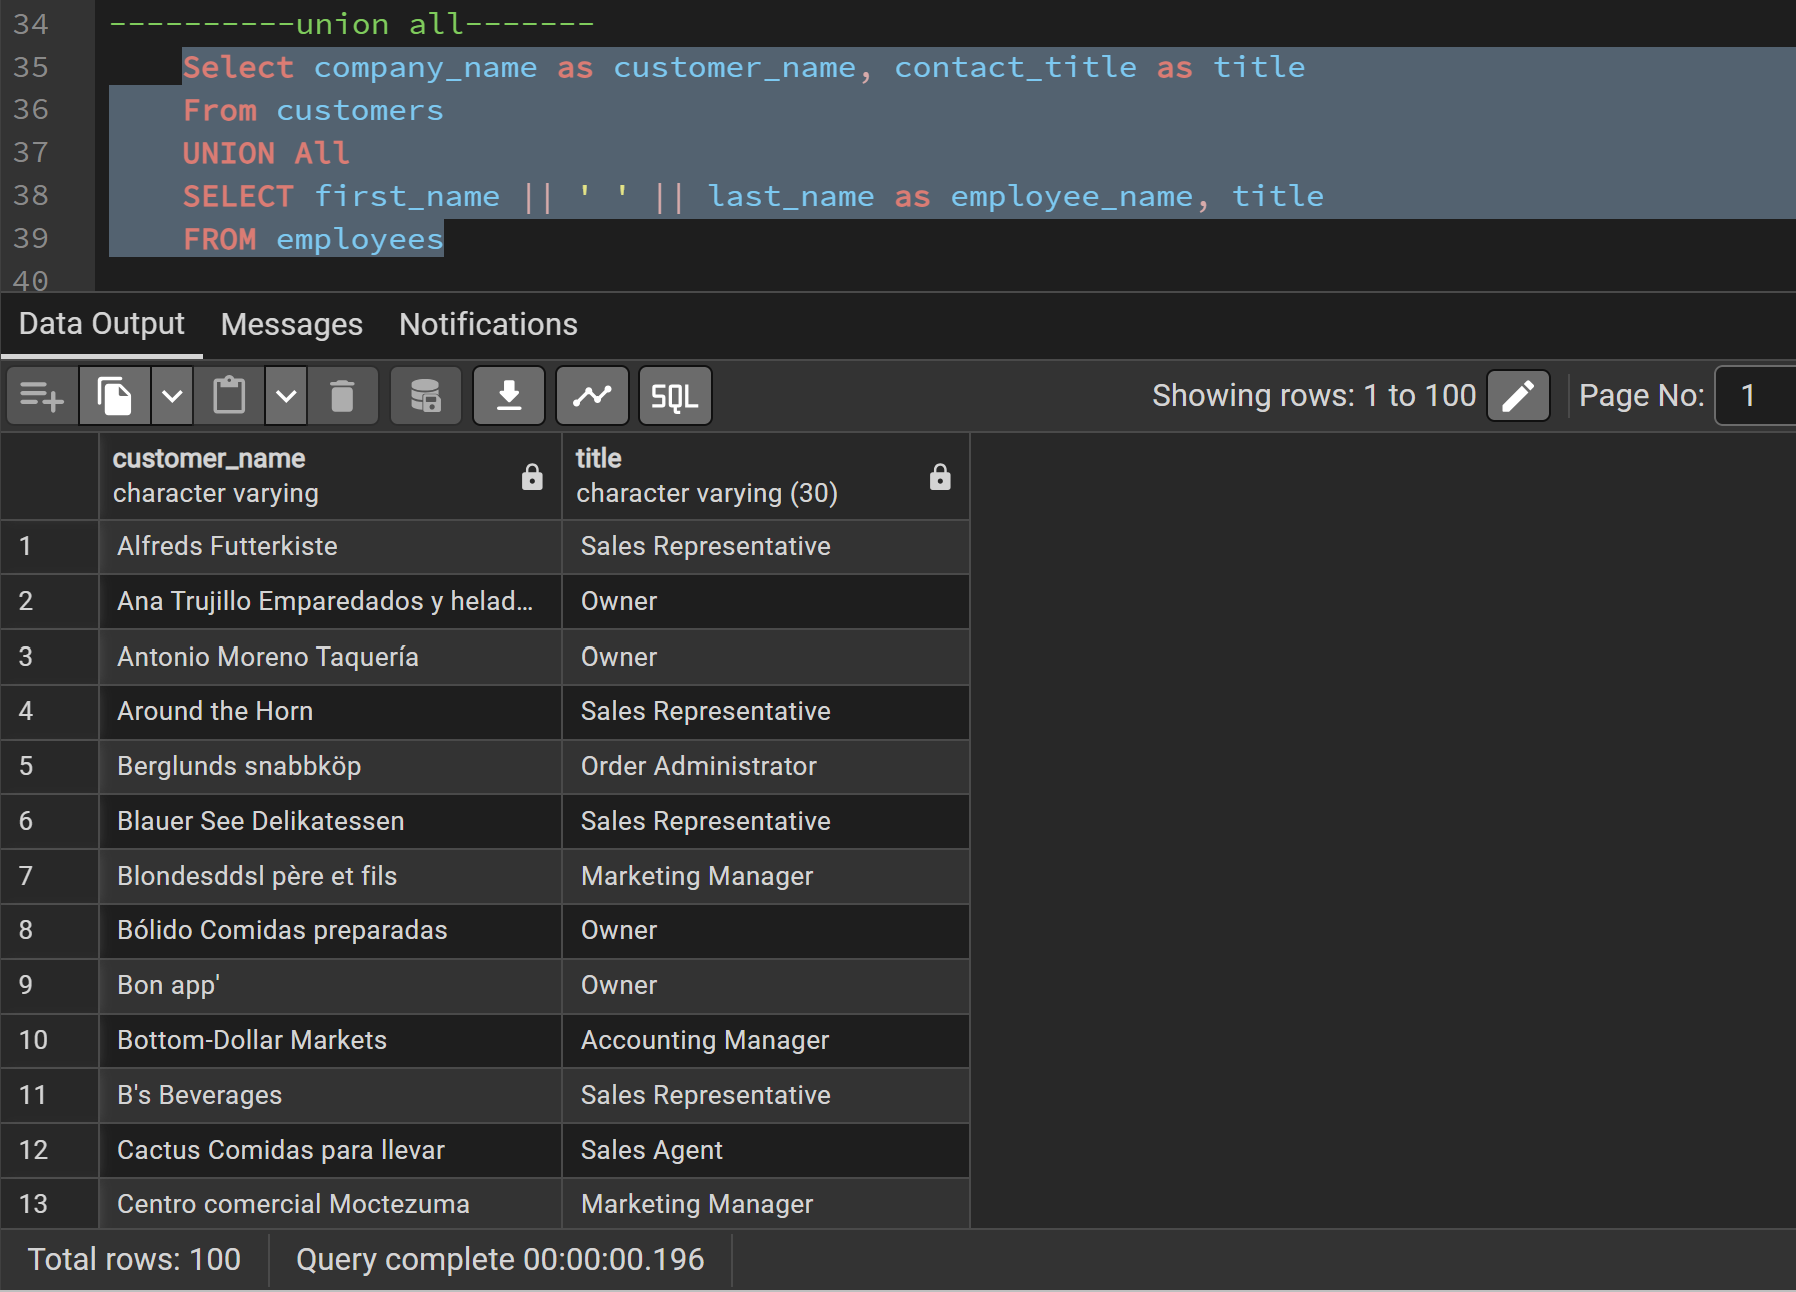 34 ----------union all-------
35 Select company_name as customer_name, contact_title as title
36 From customers
37 UNION All
38 SELECT first_name || ' ' || last_name as employee_name, title
39 FROM employees
40
Data Output Messages Notifications
SQL Showing rows: 1 to 100 Page No: 1
customer_name title
character varying character varying (30)
1 Alfreds Futterkiste Sales Representative
2 Ana Trujillo Emparedados y helad... Owner
3 Antonio Moreno Taquería Owner
4 Around the Horn Sales Representative
5 Berglunds snabbköp Order Administrator
6 Blauer See Delikatessen Sales Representative
7 Blondesddsl père et fils Marketing Manager
8 Bólido Comidas preparadas Owner
9 Bon app' Owner
10 Bottom-Dollar Markets Accounting Manager
11 B's Beverages Sales Representative
12 Cactus Comidas para llevar Sales Agent
13 Centro comercial Moctezuma Marketing Manager
Total rows: 100 Query complete 00:00:00.196